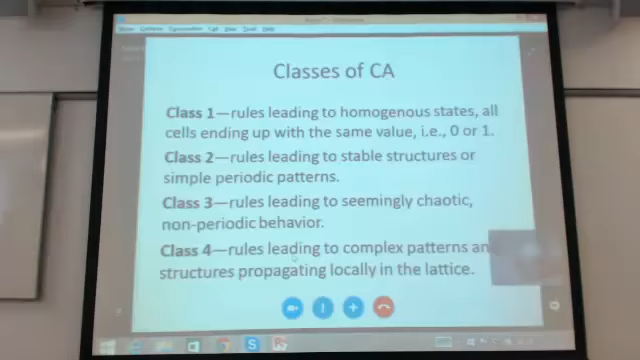 Classes of CA
Class 1—rules leading to homogenous states, all
cells ending up with the same value, i.e., 0 or 1.
Class 2—rules leading to stable structures or
simple periodic patterns.
Class 3—rules leading to seemingly chaotic,
non-periodic behavior.
Class 4—rules leading to complex patterns an
structures propagating locally in the lattice.